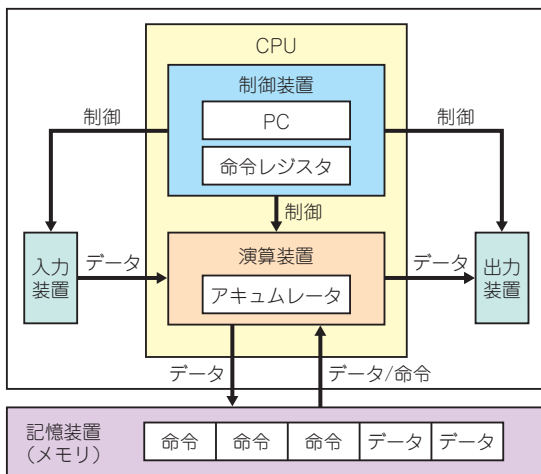 CPU
制御装置
制御
PC
制御
命令レジスタ
制御
入力
装置
データ
演算装置
アキュムレータ
データ
出力
装置
データ
データ/命令
記憶装置
(メモリ)
命令
命令
命令
データ
データ